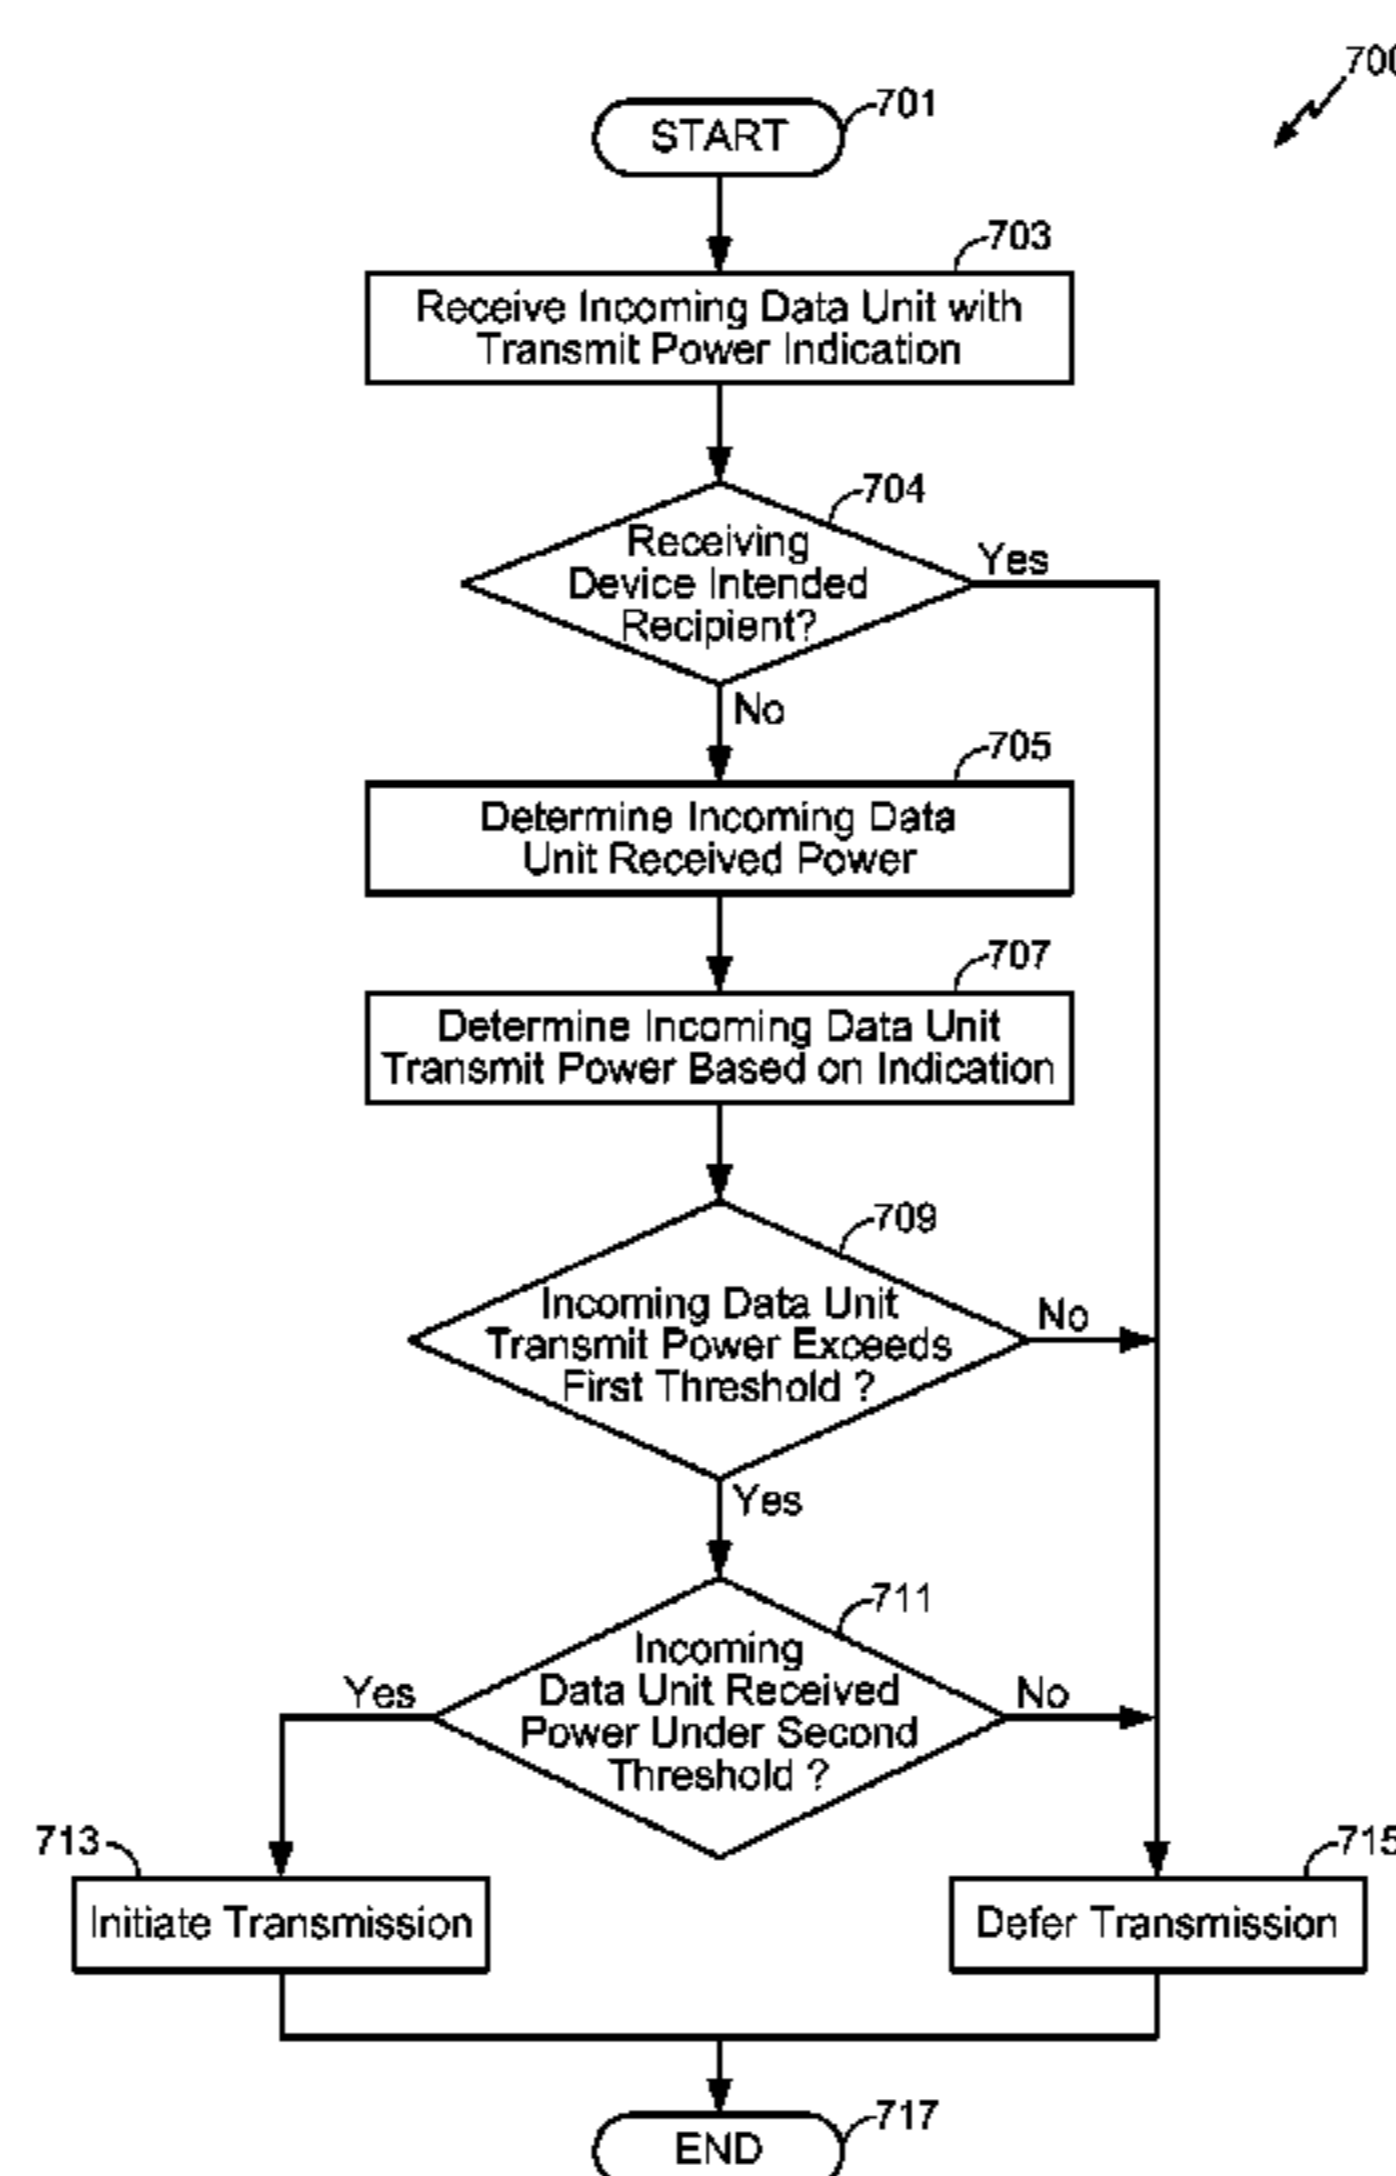 700
START
701
703
Receive Incoming Data Unit with
Transmit Power Indication
704
Receiving
Device Intended
Recipient?
Yes
No
705
Determine Incoming Data
Unit Received Power
707
Determine Incoming Data Unit
Transmit Power Based on Indication
709
Incoming Data Unit
Transmit Power Exceeds
First Threshold ?
No
Yes
711
Incoming
Data Unit Received
Power Under Second
Threshold ?
Yes
No
713
Initiate Transmission
715
Defer Transmission
717
END